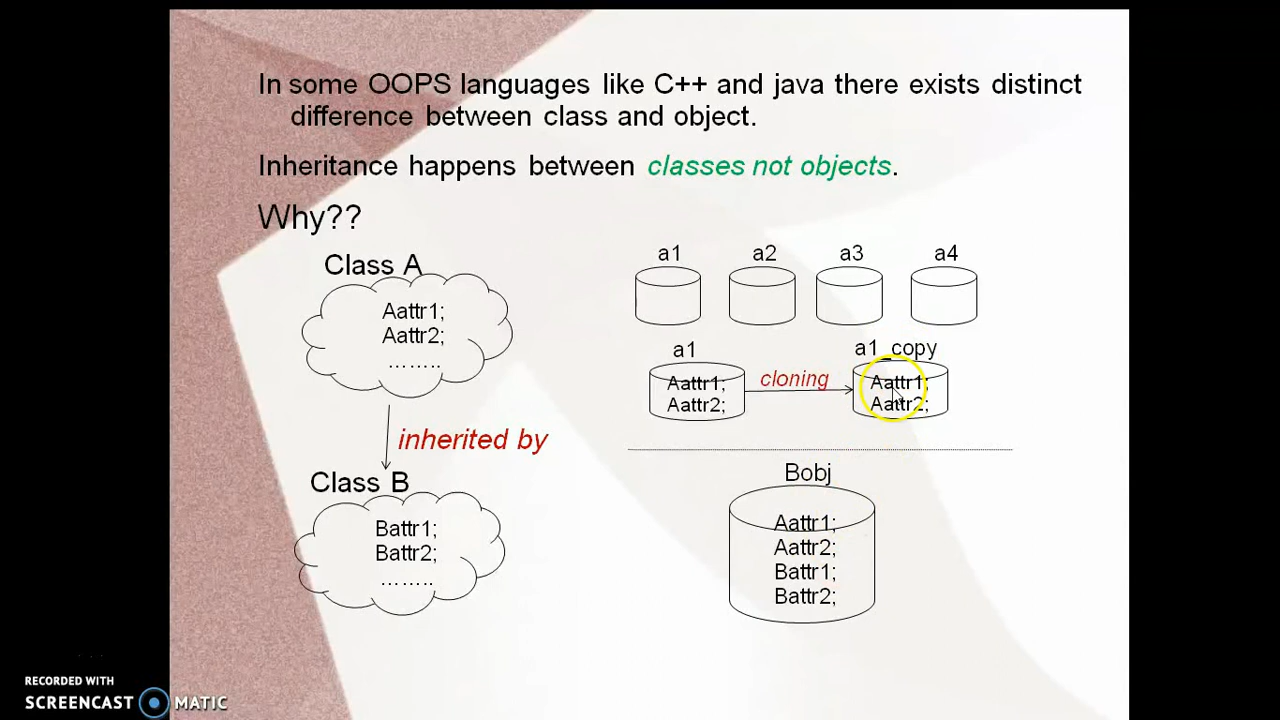 In some OOPS languages like C++ and java there exists distinct
difference between class and object.
Inheritance happens between classes not objects.
Why??
Class A
Aattr1;
Aattr2;
……..
inherited by
Class B
Battr1;
Battr2;
……..
a1 a2 a3 a4
a1 a1_copy
Aattr1; cloning Aattr1;
Aattr2; Aattr2;
Bobj
Aattr1;
Aattr2;
Battr1;
Battr2;
RECORDED WITH
SCREENCAST MATIC